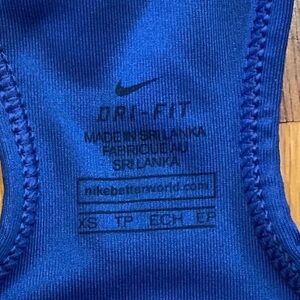 DRI-FIT
MADE IN SRI LANKA
FABRIQUE AU
SRI LANKA
nikebetterworld.com
XS TP ECH EP